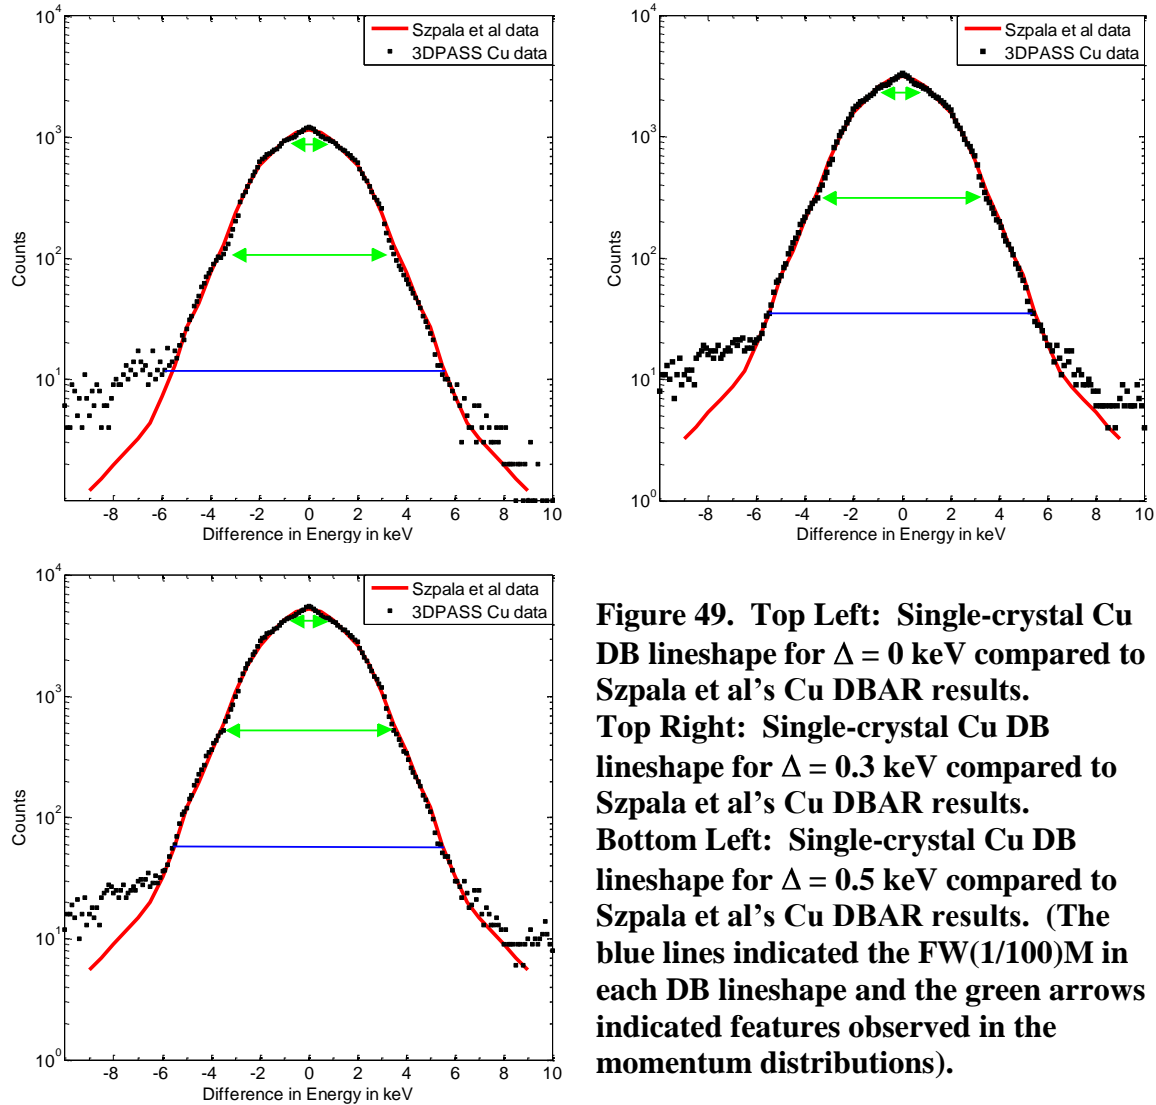 10^4
10^3
10^2
10^1
Counts
-8 -6 -4 -2 0 2 4 6 8 10
Difference in Energy in keV
Szpala et al data
3DPASS Cu data
10^4
10^3
10^2
10^1
10^0
Counts
-8 -6 -4 -2 0 2 4 6 8 10
Difference in Energy in keV
Szpala et al data
3DPASS Cu data
10^4
10^3
10^2
10^1
10^0
Counts
-8 -6 -4 -2 0 2 4 6 8 10
Difference in Energy in keV
Szpala et al data
3DPASS Cu data
Figure 49. Top Left: Single-crystal Cu
DB lineshape for Δ = 0 keV compared to
Szpala et al’s Cu DBAR results.
Top Right: Single-crystal Cu DB
lineshape for Δ = 0.3 keV compared to
Szpala et al’s Cu DBAR results.
Bottom Left: Single-crystal Cu DB
lineshape for Δ = 0.5 keV compared to
Szpala et al’s Cu DBAR results. (The
blue lines indicated the FW(1/100)M in
each DB lineshape and the green arrows
indicated features observed in the
momentum distributions).